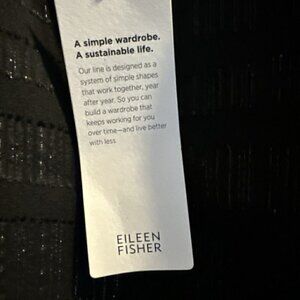 A simple wardrobe.
A sustainable life.
Our line is designed as a
system of simple shapes
that work together, year
after year. So you can
build a wardrobe that
keeps working for you
over time—and live better
with less
EILEEN
FISHER